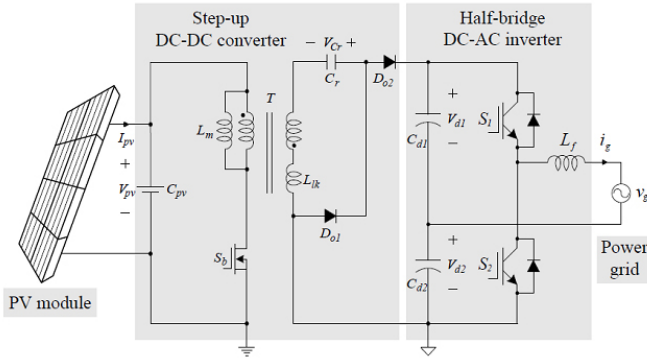 Step-up
DC-DC converter
Half-bridge
DC-AC inverter
− V_Cr +
C_r
D_o2
T
L_m
L_lk
D_o1
I_pv
+
V_pv
−
C_pv
S_b
PV module
+
V_d1
−
C_d1
S_1
L_f
i_g
v_g
+
V_d2
−
C_d2
S_2
Power
grid